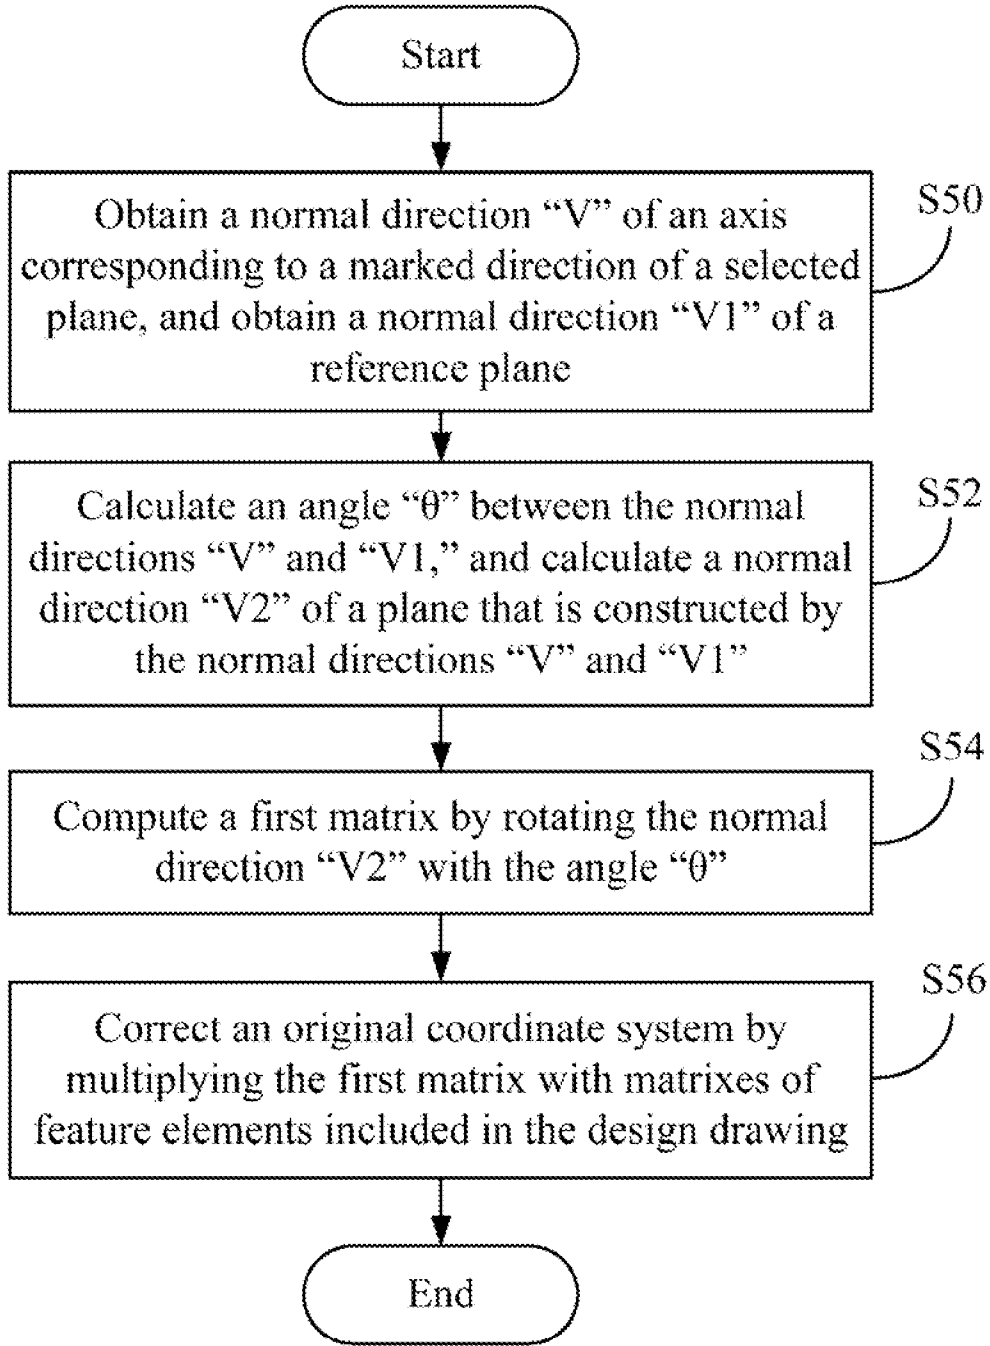 Start
S50
Obtain a normal direction “V” of an axis
corresponding to a marked direction of a selected
plane, and obtain a normal direction “V1” of a
reference plane
S52
Calculate an angle “θ” between the normal
directions “V” and “V1,” and calculate a normal
direction “V2” of a plane that is constructed by
the normal directions “V” and “V1”
S54
Compute a first matrix by rotating the normal
direction “V2” with the angle “θ”
S56
Correct an original coordinate system by
multiplying the first matrix with matrixes of
feature elements included in the design drawing
End